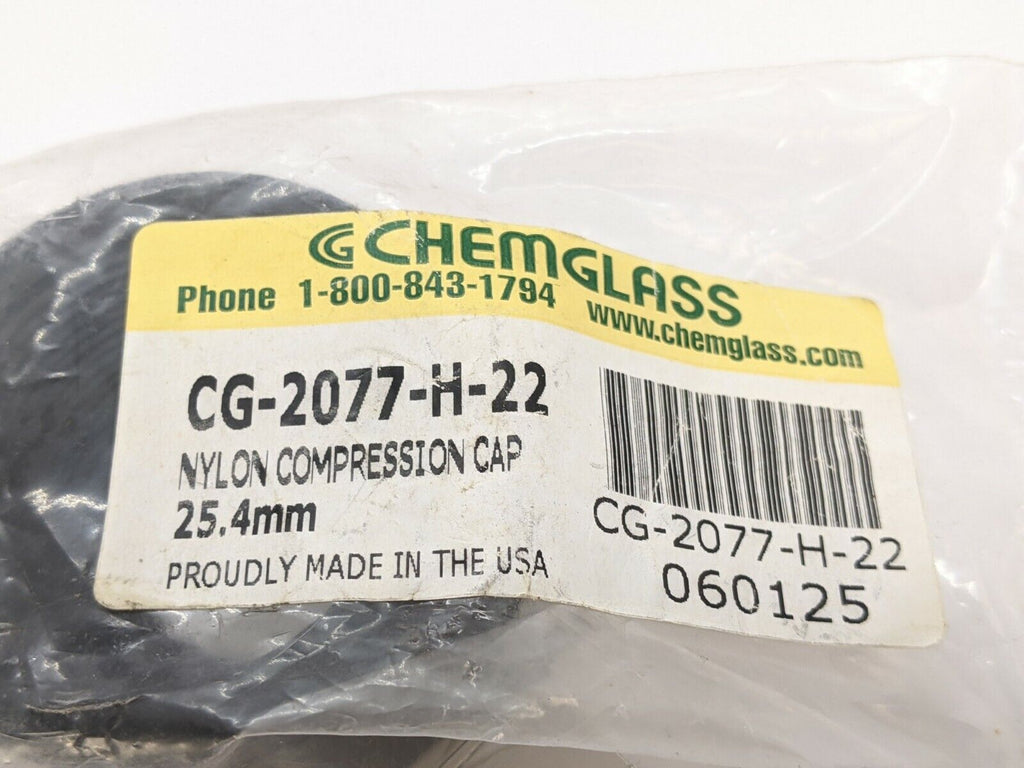 CG CHEMGLASS
Phone 1-800-843-1794 www.chemglass.com
CG-2077-H-22
NYLON COMPRESSION CAP
25.4mm
PROUDLY MADE IN THE USA
CG-2077-H-22
060125